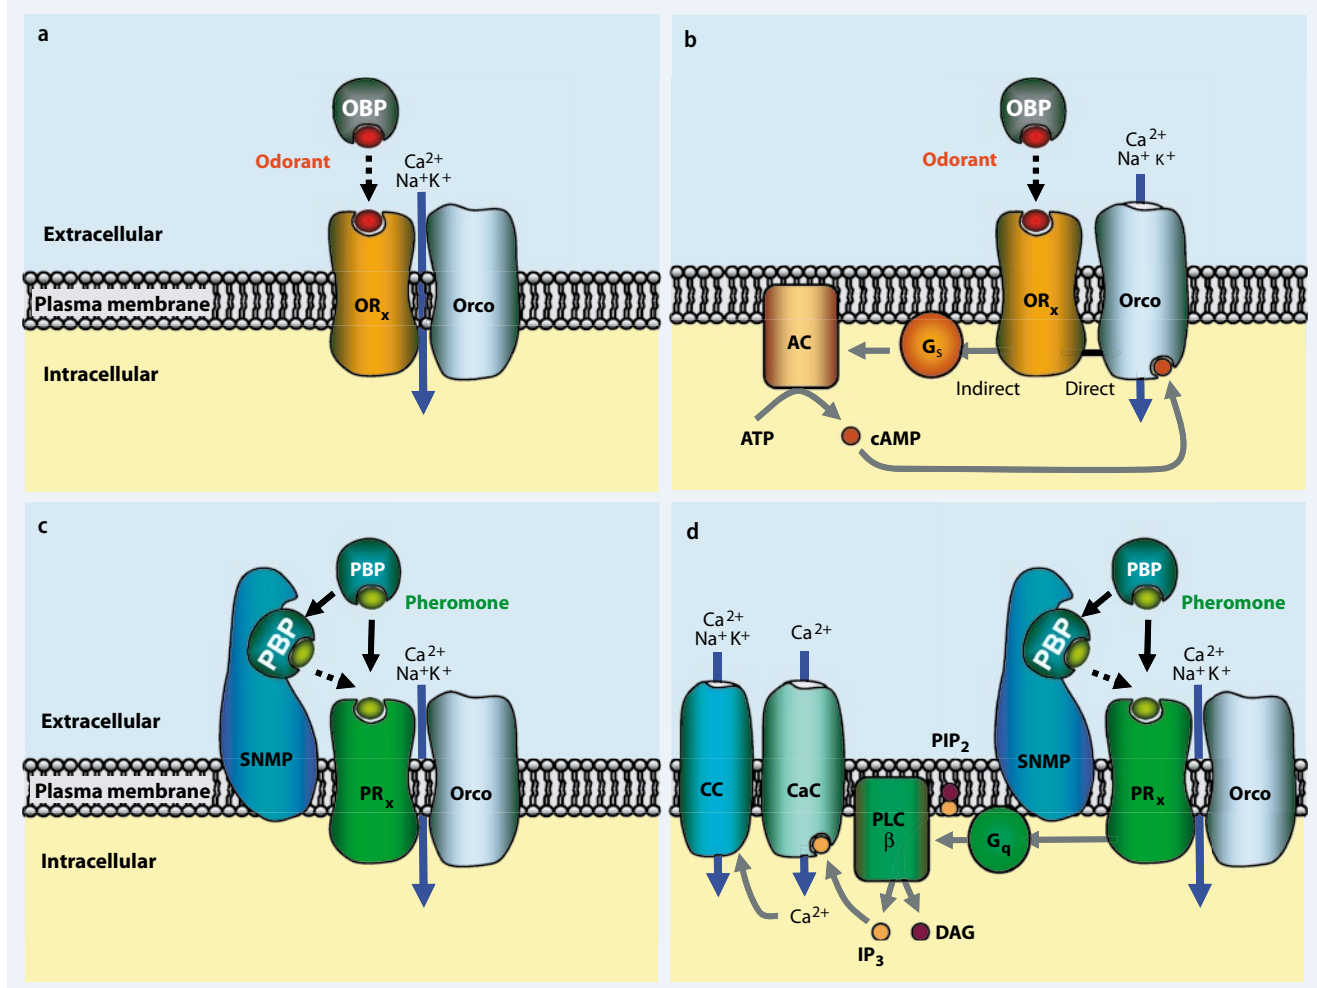 a
OBP
Odorant
Ca2+
Na+K+
Extracellular
Plasma membrane
ORx
Orco
Intracellular
b
OBP
Odorant
Ca2+
Na+ K+
ORx
Orco
AC
Gs
Indirect
Direct
ATP
cAMP
c
PBP
Pheromone
PBP
Ca2+
Na+K+
Extracellular
SNMP
Plasma membrane
PRx
Orco
Intracellular
d
PBP
Pheromone
PBP
Ca2+
Na+ K+
Ca2+
Ca2+
Na+K+
PIP2
SNMP
CC
CaC
PLC
β
Gq
PRx
Orco
Ca2+
IP3
DAG